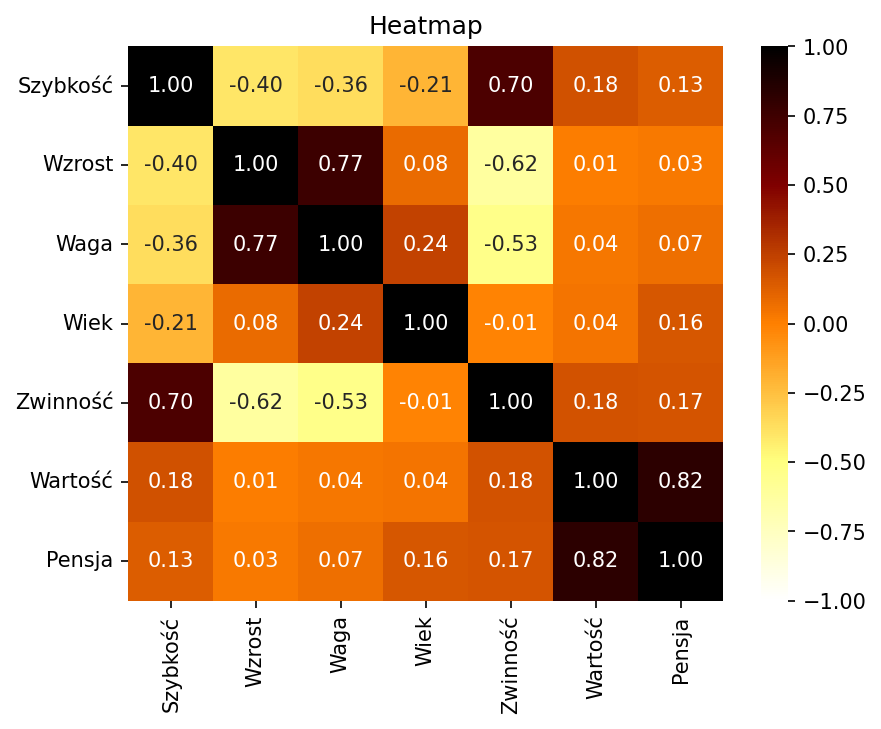 Heatmap
Szybkość 1.00 -0.40 -0.36 -0.21 0.70 0.18 0.13
Wzrost -0.40 1.00 0.77 0.08 -0.62 0.01 0.03
Waga -0.36 0.77 1.00 0.24 -0.53 0.04 0.07
Wiek -0.21 0.08 0.24 1.00 -0.01 0.04 0.16
Zwinność 0.70 -0.62 -0.53 -0.01 1.00 0.18 0.17
Wartość 0.18 0.01 0.04 0.04 0.18 1.00 0.82
Pensja 0.13 0.03 0.07 0.16 0.17 0.82 1.00
Szybkość Wzrost Waga Wiek Zwinność Wartość Pensja
1.00
0.75
0.50
0.25
0.00
−0.25
−0.50
−0.75
−1.00